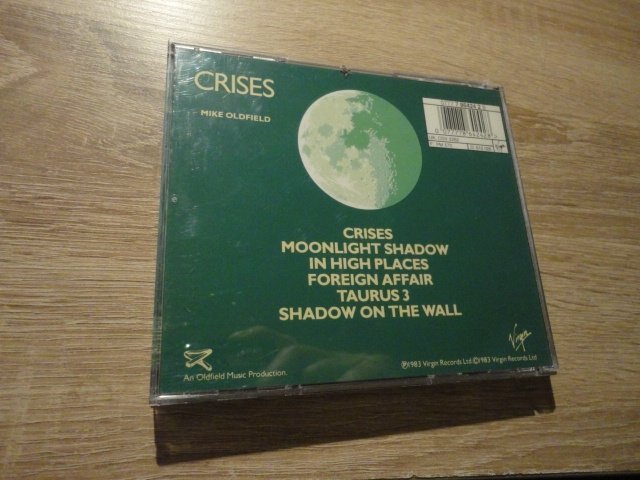 CRISES
MIKE OLDFIELD
CRISES
MOONLIGHT SHADOW
IN HIGH PLACES
FOREIGN AFFAIR
TAURUS 3
SHADOW ON THE WALL
Virgin
An Oldfield Music Production.
℗1983 Virgin Records Ltd ©1983 Virgin Records Ltd